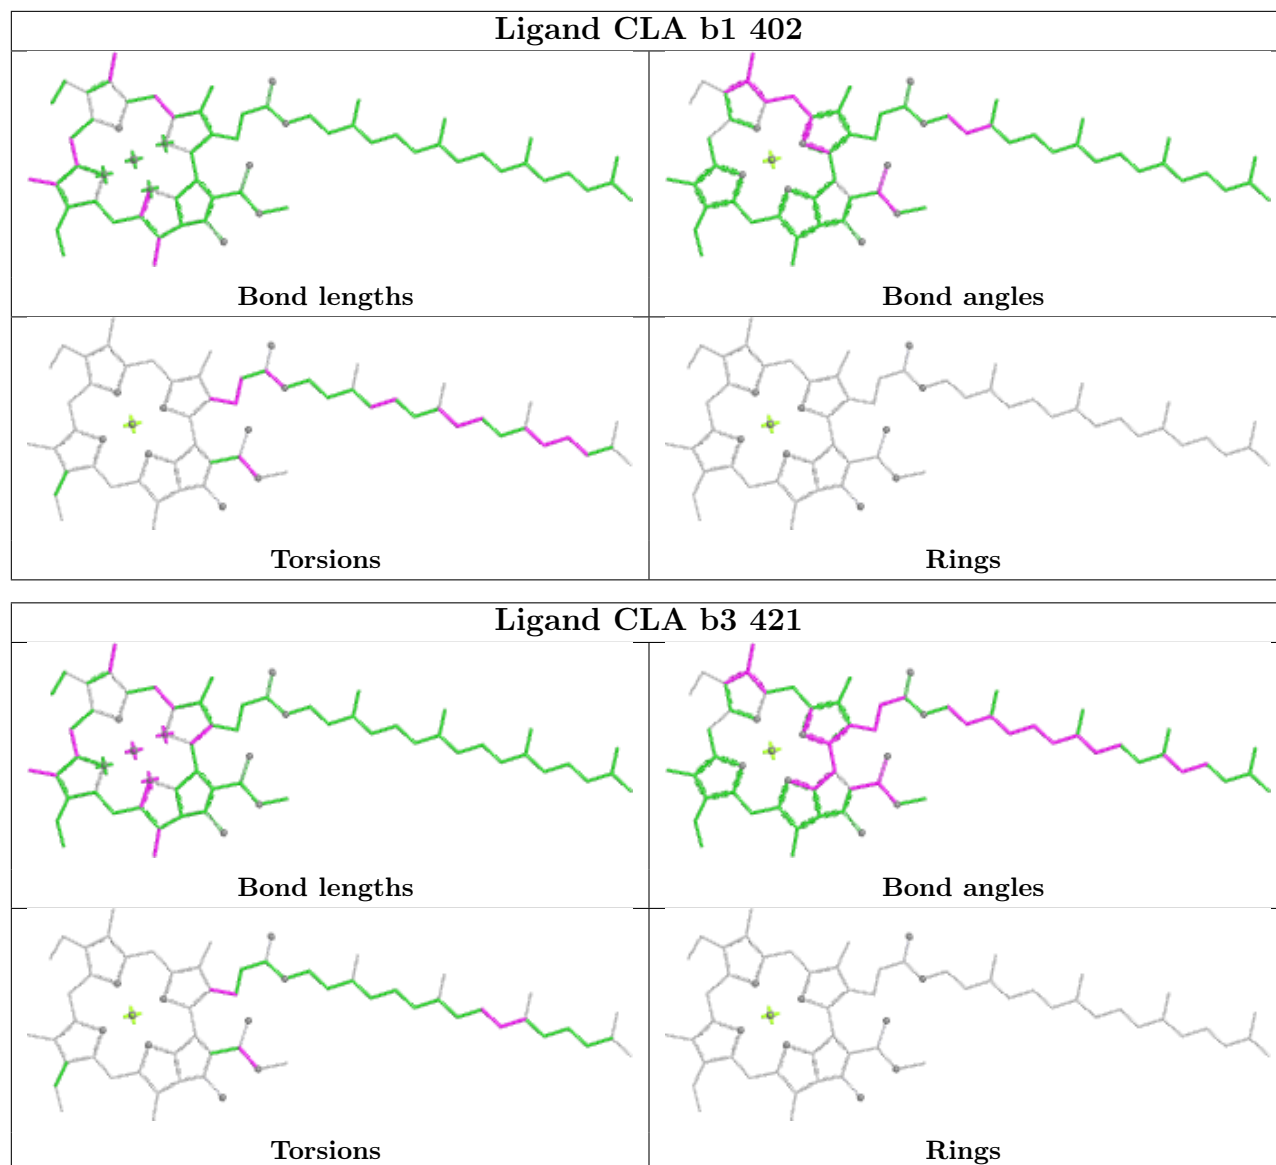 Ligand CLA b1 402
Bond lengths
Bond angles
Torsions
Rings
Ligand CLA b3 421
Bond lengths
Bond angles
Torsions
Rings